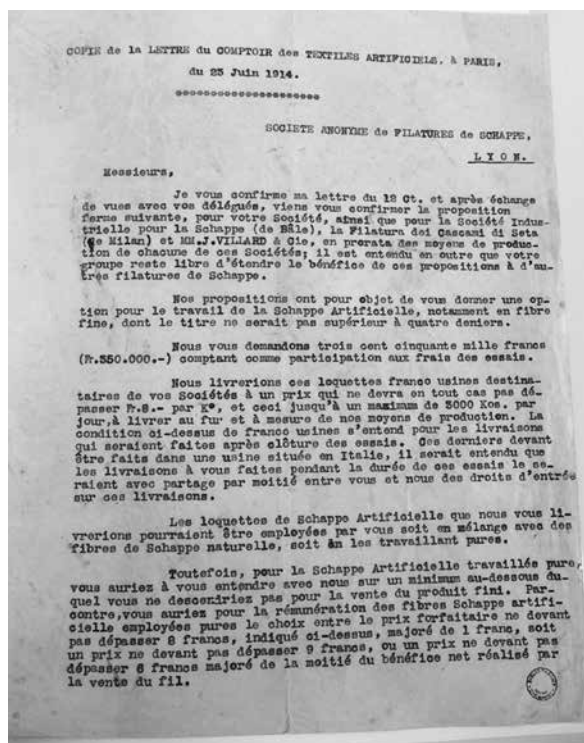 COPIE de la LETTRE du COMPTOIR des TEXTILES ARTIFICIELS, à PARIS,
du 23 Juin 1914.
SOCIETE ANONYME de FILATURES de SCHAPPE,
LYON.
Messieurs,
Je vous confirme ma lettre du 12 Ct. et après échange
de vues avec vos délégués, viens vous confirmer la proposition
ferme suivante, pour votre Société, ainsi que pour la Société Indus-
trielle pour la Schappe (de Bâle), la Filatura dei Cascami di Seta
(de Milan) et MM.J.VILLARD & Cie, en prorata des moyens de produc-
tion de chacune de ces Sociétés; il est entendu en outre que votre
groupe reste libre d'étendre le bénéfice de ces propositions à d'au-
tres filatures de Schappe.
Nos propositions ont pour objet de vous donner une op-
tion pour le travail de la Schappe Artificielle, notamment en fibre
fine, dont le titre ne serait pas supérieur à quatre deniers.
Nous vous demandons trois cent cinquante mille francs
(Fr.350.000.-) comptant comme participation aux frais des essais.
Nous livrerions ces loquettes franco usines destina-
taires de vos Sociétés à un prix qui ne devra en tout cas pas dé-
passer Fr.8.- par K°, et ceci jusqu'à un maximum de 3000 Kos. par
jour,à livrer au fur et à mesure de nos moyens de production. La
condition ci-dessus de franco usines s'entend pour les livraisons
qui seraient faites après clôture des essais. Ces derniers devant
être faits dans une usine située en Italie, il serait entendu que
les livraisons à vous faites pendant la durée de ces essais le se-
raient avec partage par moitié entre vous et nous des droits d'entrée
sur ces livraisons.
Les loquettes de Schappe Artificielle que nous vous li-
vrerions pourraient être employées par vous soit en mélange avec des
fibres de Schappe naturelle, soit en les travaillant pures.
Toutefois, pour la Schappe Artificielle travaillée pure,
vous auriez à vous entendre avec nous sur un minimum au-dessous du-
quel vous ne descendriez pas pour la vente du produit fini. Par-
contre,vous auriez pour la rémunération des fibres Schappe artifi-
cielle employées pures le choix entre le prix forfaitaire ne devant
pas dépasser 8 francs, indiqué ci-dessus, majoré de 1 franc, soit
un prix ne devant pas dépasser 9 francs, ou un prix ne devant pas
dépasser 6 francs majoré de la moitié du bénéfice net réalisé par
la vente du fil.